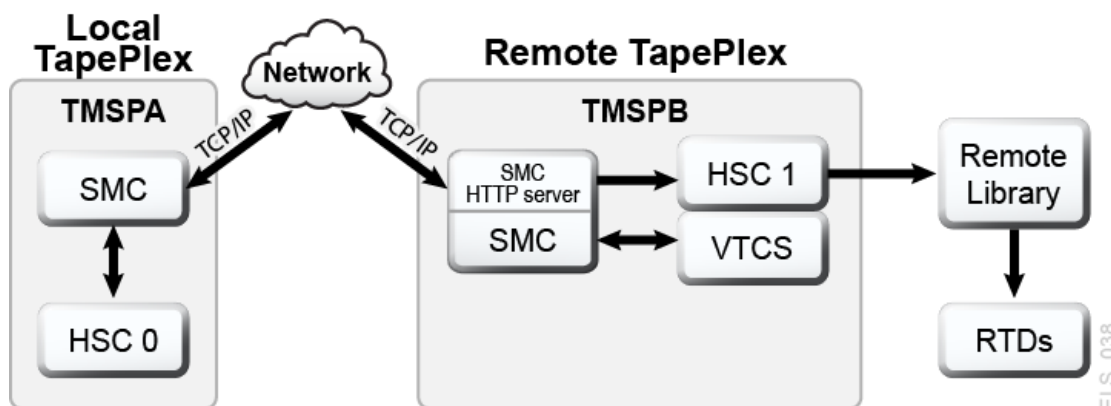 Local
TapePlex
Network
Remote TapePlex
TMSPA
TCP/IP
TCP/IP
TMSPB
SMC
SMC
HTTP server
SMC
HSC 1
VTCS
Remote
Library
HSC 0
RTDs
ELS_038